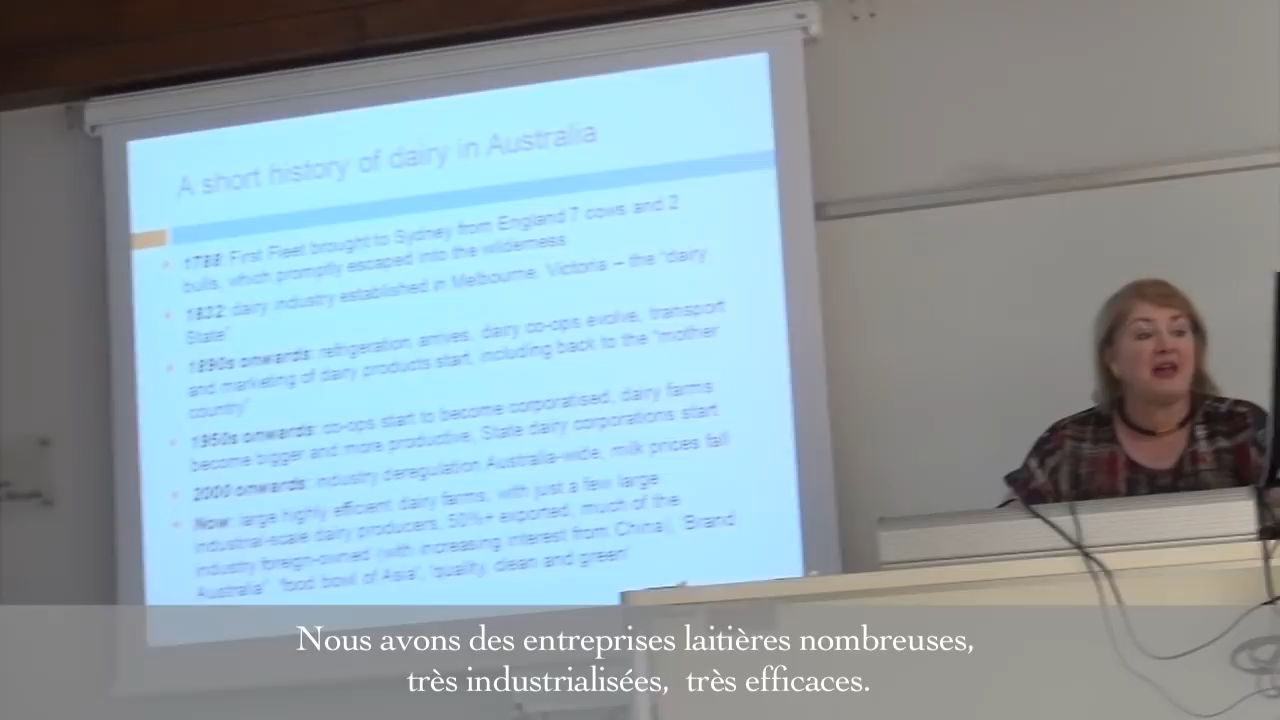 A short history of dairy in Australia
1788: First Fleet brought to Sydney from England 7 cows and 2
bulls, which promptly escaped into the wilderness
1832 dairy industry established in Melbourne, Victoria – the "dairy
State"
1890s onwards: refrigeration arrives, dairy co-ops evolve, transport
and marketing of dairy products start, including back to the "mother
country"
1950s onwards: co-ops start to become corporatised, dairy farms
become bigger and more productive. State dairy corporations start
2000 onwards: industry deregulation Australia-wide, milk prices fall
Now: large highly efficient dairy farms, with just a few large
industrial-scale dairy producers, 50%+ exported, much of the
industry foreign-owned (with increasing interest from China), 'Brand
Australia' 'food bowl of Asia', 'quality, clean and green'
Nous avons des entreprises laitières nombreuses,
très industrialisées, très efficaces.